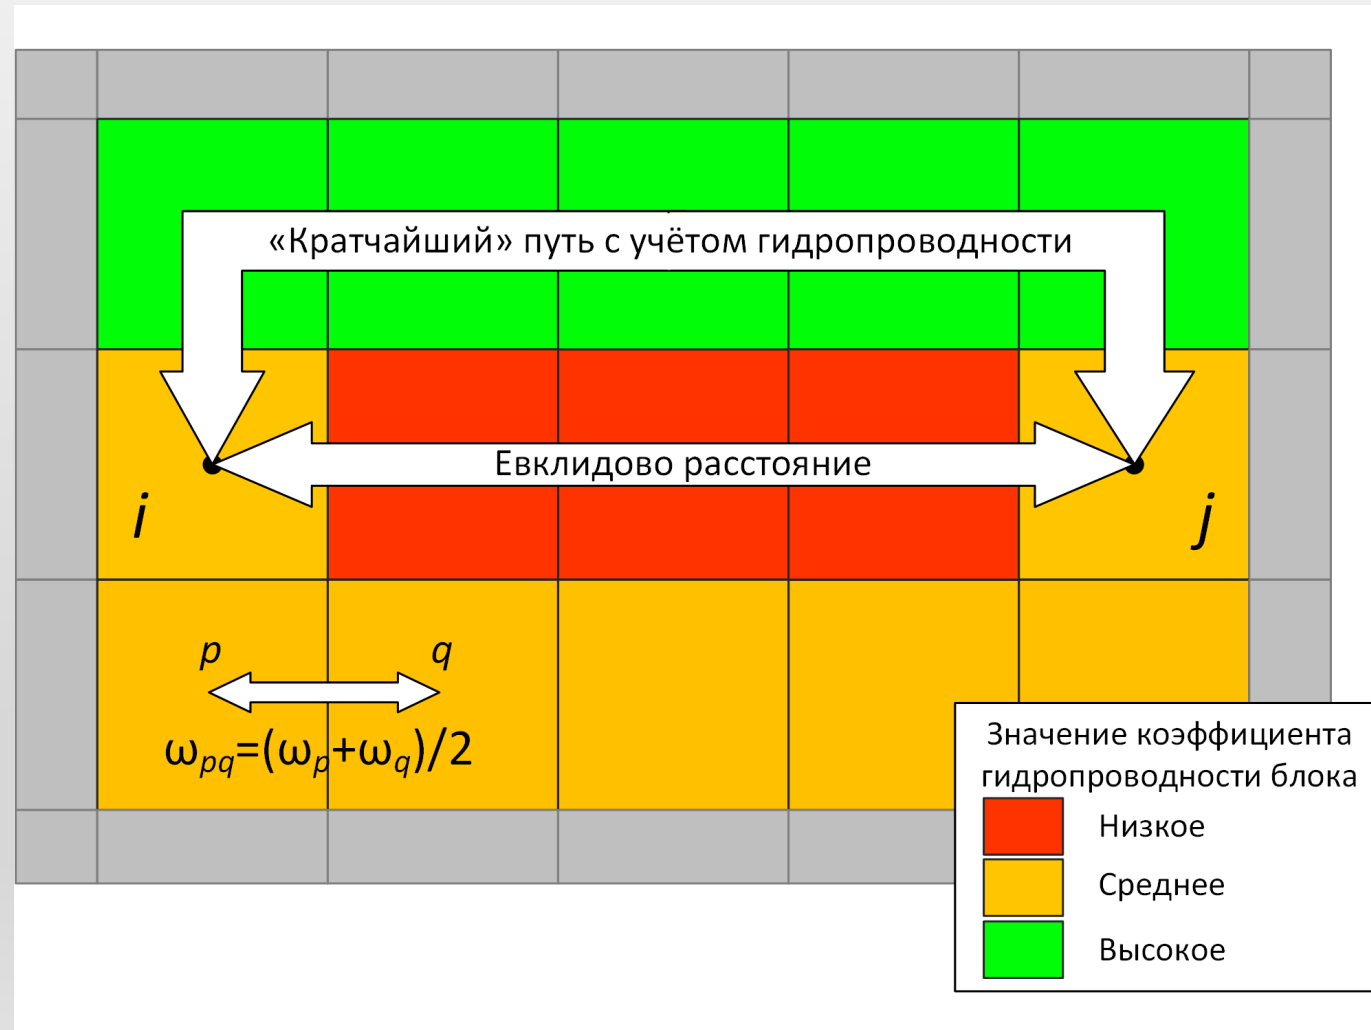 «Кратчайший» путь с учётом гидропроводности
Евклидово расстояние
i
j
p q
ωpq=(ωp+ωq)/2
Значение коэффициента
гидропроводности блока
Низкое
Среднее
Высокое